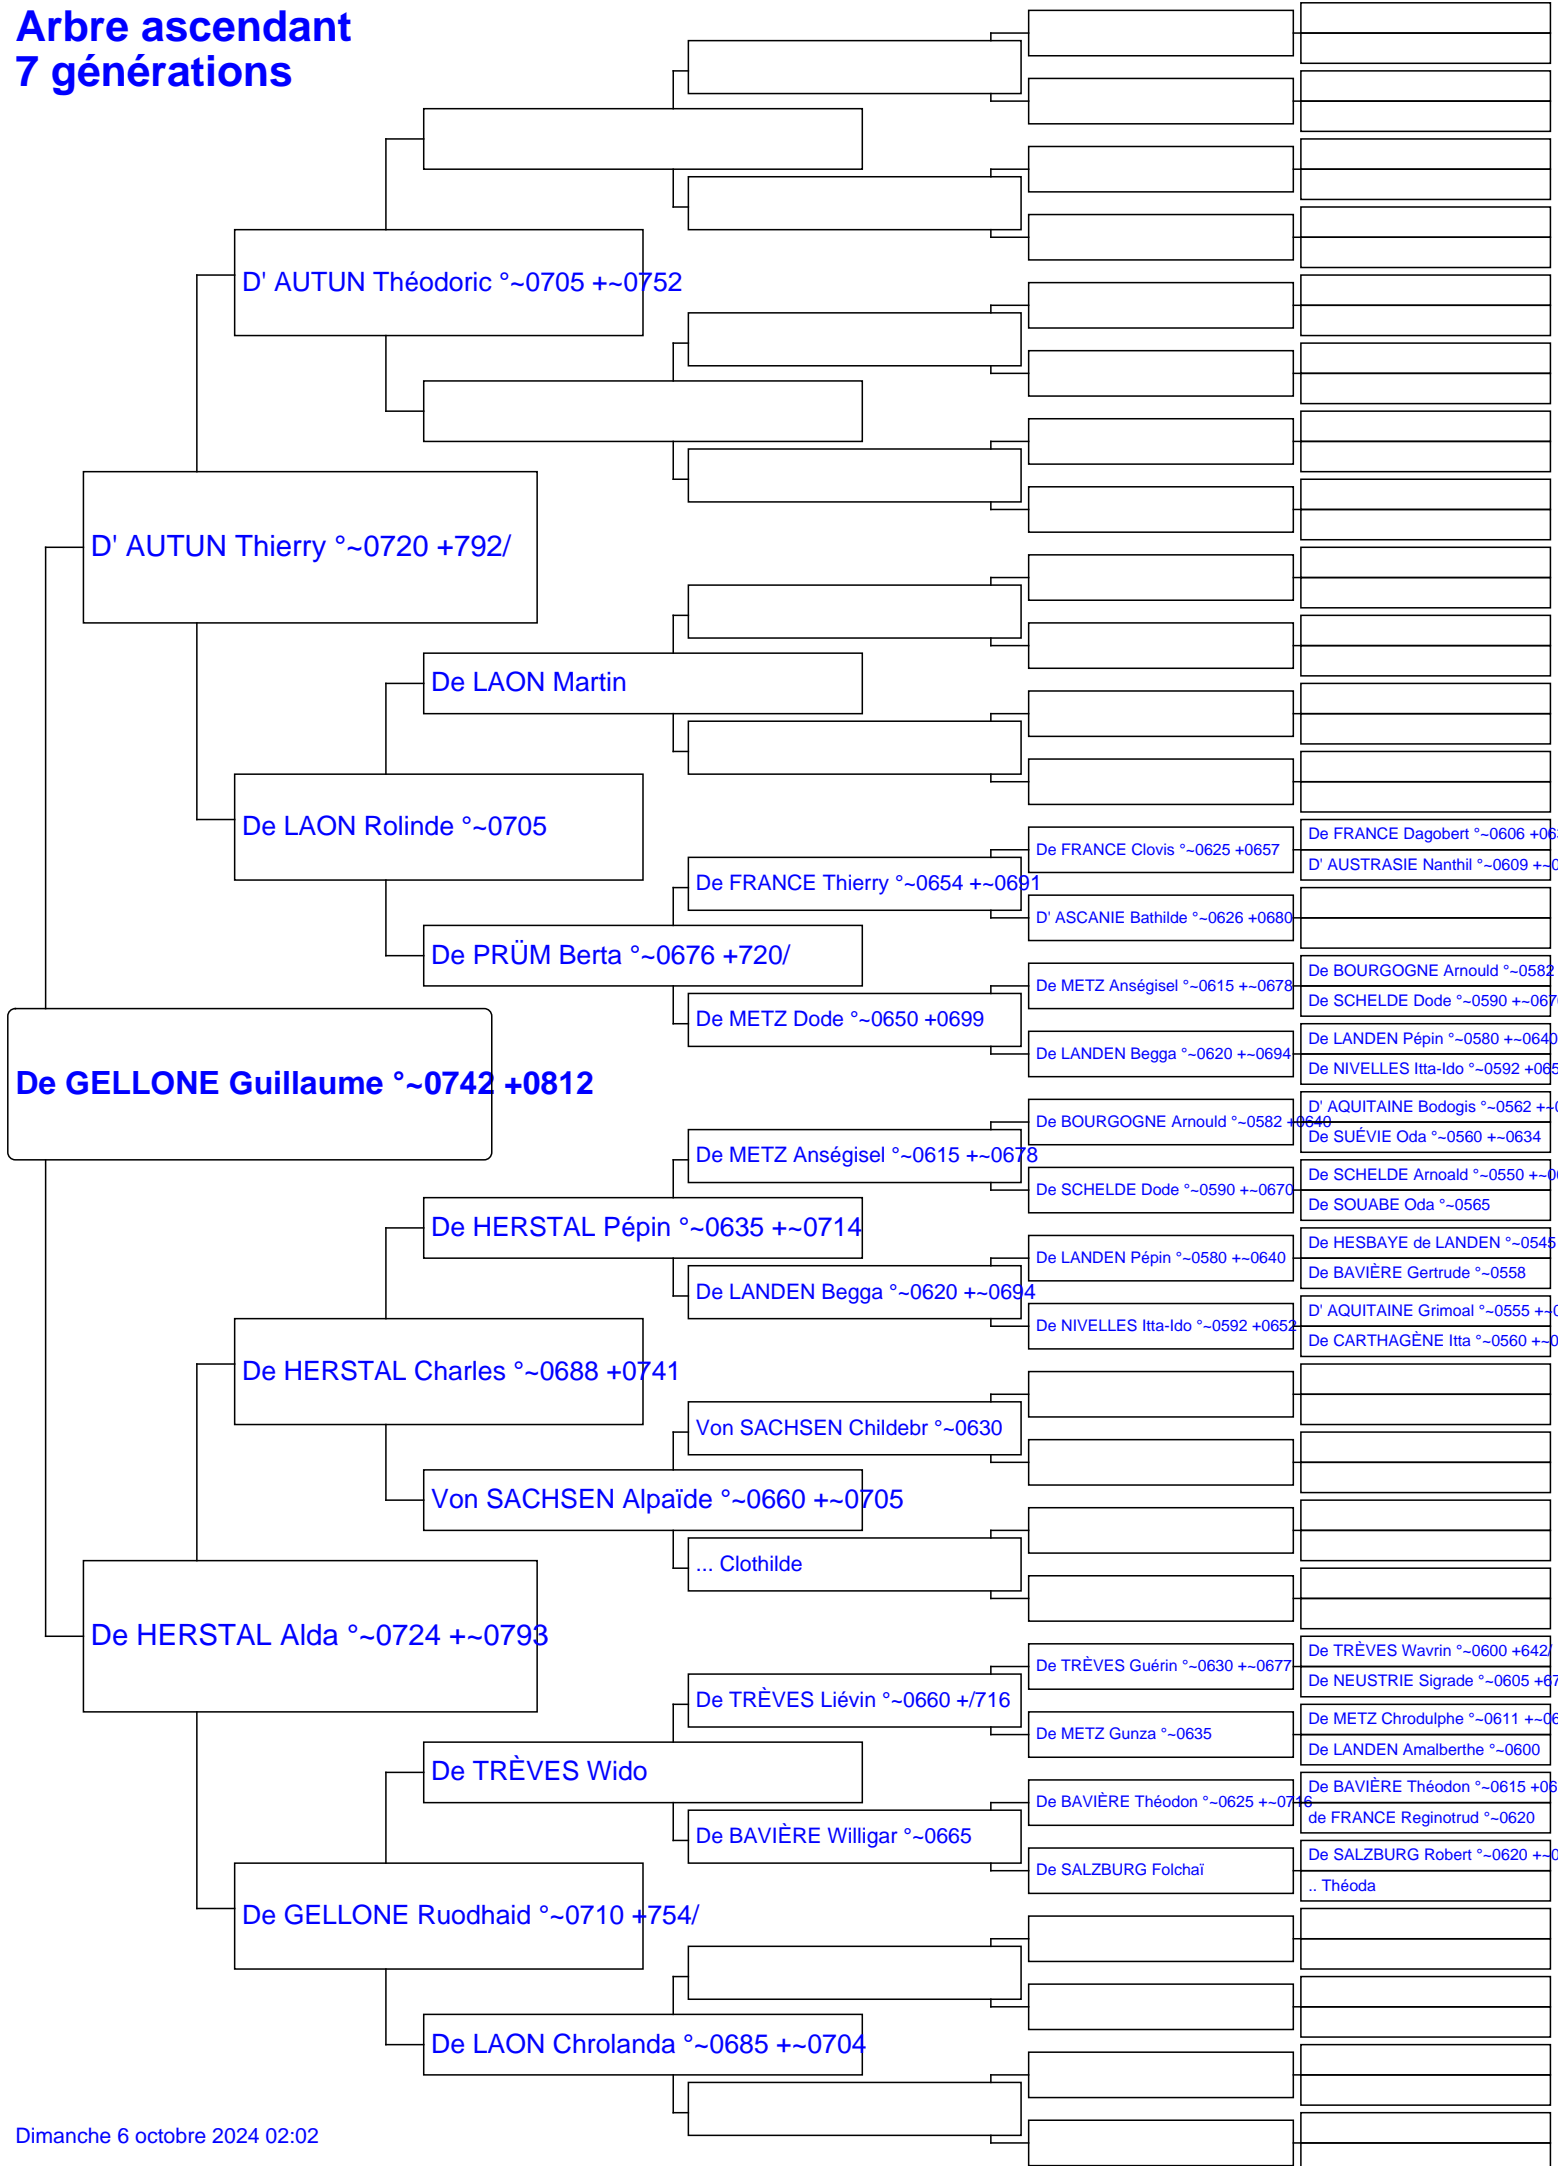 Arbre ascendant
7 générations
D' AUTUN Théodoric °~0705 +~0752
D' AUTUN Thierry °~0720 +792/
De LAON Martin
De LAON Rolinde °~0705
De FRANCE Dagobert °~0606 +06
De FRANCE Clovis °~0625 +0657
D' AUSTRASIE Nanthil °~0609 +~0
De FRANCE Thierry °~0654 +~0691
D' ASCANIE Bathilde °~0626 +0680
De PRÜM Berta °~0676 +720/
De BOURGOGNE Arnould °~0582
De METZ Anségisel °~0615 +~0678
De SCHELDE Dode °~0590 +~067
De METZ Dode °~0650 +0699
De LANDEN Pépin °~0580 +~0640
De LANDEN Begga °~0620 +~0694
De NIVELLES Itta-Ido °~0592 +065
De GELLONE Guillaume °~0742 +0812
D' AQUITAINE Bodogis °~0562 +~0
De BOURGOGNE Arnould °~0582 +0640
De SUÉVIE Oda °~0560 +~0634
De METZ Anségisel °~0615 +~0678
De SCHELDE Arnoald °~0550 +~0
De SCHELDE Dode °~0590 +~0670
De SOUABE Oda °~0565
De HERSTAL Pépin °~0635 +~0714
De HESBAYE de LANDEN °~0545
De LANDEN Pépin °~0580 +~0640
De BAVIÈRE Gertrude °~0558
De LANDEN Begga °~0620 +~0694
D' AQUITAINE Grimoal °~0555 +~0
De NIVELLES Itta-Ido °~0592 +0652
De CARTHAGÈNE Itta °~0560 +~0
De HERSTAL Charles °~0688 +0741
Von SACHSEN Childebr °~0630
Von SACHSEN Alpaïde °~0660 +~0705
... Clothilde
De HERSTAL Alda °~0724 +~0793
De TRÈVES Wavrin °~0600 +642/
De TRÈVES Guérin °~0630 +~0677
De NEUSTRIE Sigrade °~0605 +67
De TRÈVES Liévin °~0660 +/716
De METZ Chrodulphe °~0611 +~06
De METZ Gunza °~0635
De LANDEN Amalberthe °~0600
De TRÈVES Wido
De BAVIÈRE Théodon °~0615 +06
De BAVIÈRE Théodon °~0625 +~0716
de FRANCE Reginotrud °~0620
De BAVIÈRE Willigar °~0665
De SALZBURG Robert °~0620 +~0
De SALZBURG Folchaï
.. Théoda
De GELLONE Ruodhaid °~0710 +754/
De LAON Chrolanda °~0685 +~0704
Dimanche 6 octobre 2024 02:02